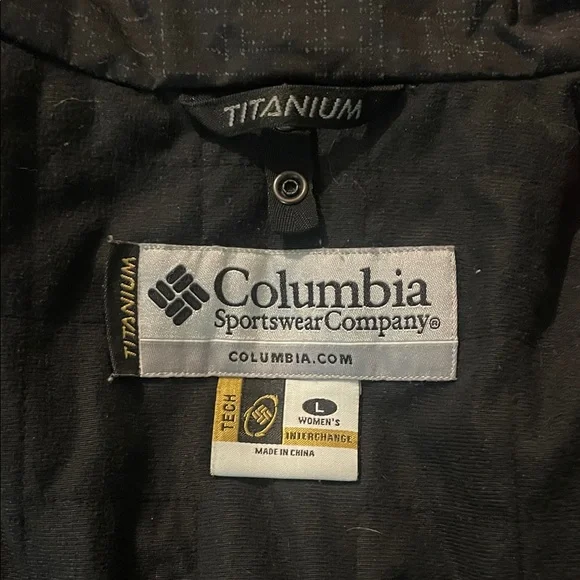 TITANIUM
TITANIUM
Columbia
Sportswear Company®
COLUMBIA.COM
TECH
L
WOMEN'S
INTERCHANGE
MADE IN CHINA